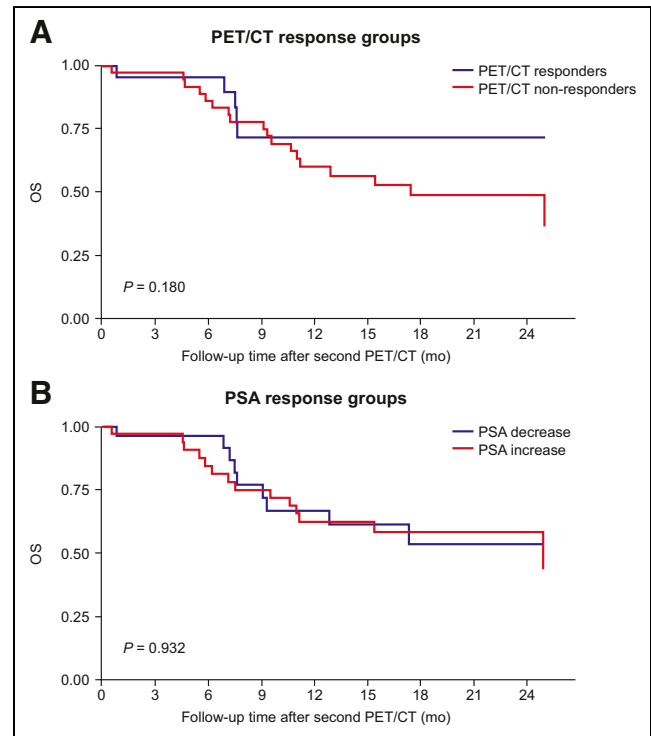 A
PET/CT response groups
PET/CT responders
PET/CT non-responders
1.00
0.75
0.50
0.25
0.00
OS
P = 0.180
0 3 6 9 12 15 18 21 24
Follow-up time after second PET/CT (mo)
B
PSA response groups
PSA decrease
PSA increase
1.00
0.75
0.50
0.25
0.00
OS
P = 0.932
0 3 6 9 12 15 18 21 24
Follow-up time after second PET/CT (mo)